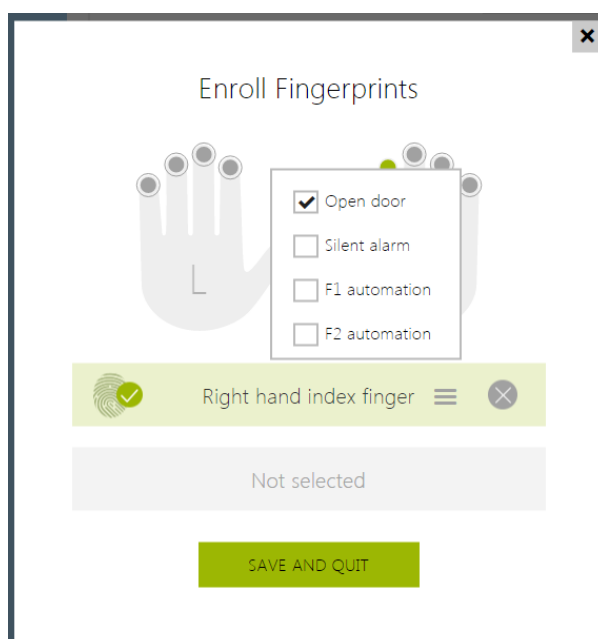 Enroll Fingerprints
Open door
Silent alarm
L
F1 automation
F2 automation
Right hand index finger
Not selected
SAVE AND QUIT